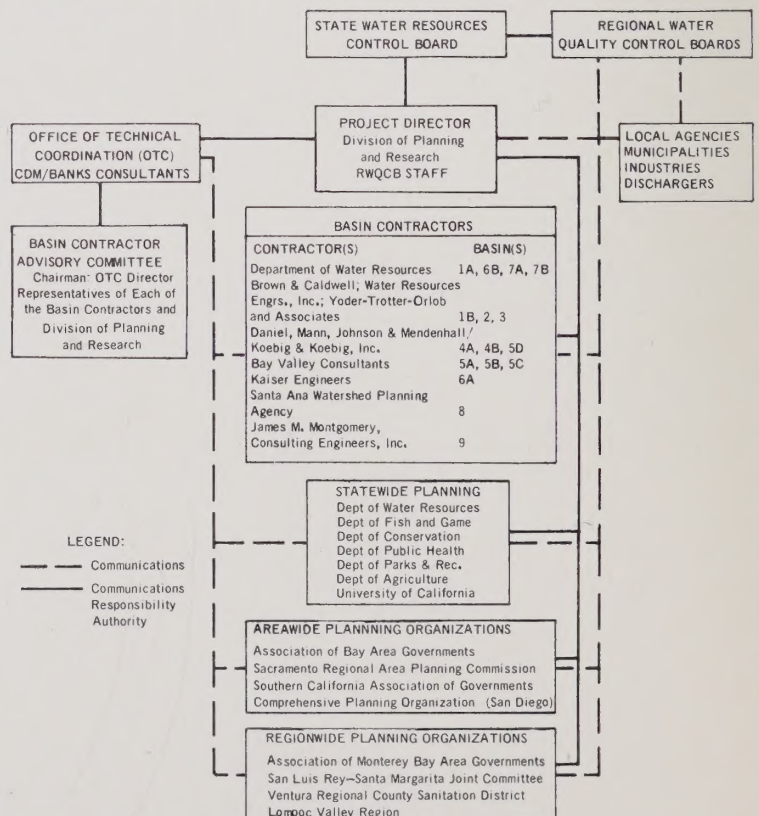 STATE WATER RESOURCES
CONTROL BOARD
REGIONAL WATER
QUALITY CONTROL BOARDS
OFFICE OF TECHNICAL
COORDINATION (OTC)
CDM/BANKS CONSULTANTS
PROJECT DIRECTOR
Division of Planning
and Research
RWQCB STAFF
LOCAL AGENCIES
MUNICIPALITIES
INDUSTRIES
DISCHARGERS
BASIN CONTRACTOR
ADVISORY COMMITTEE
Chairman- OTC Director
Representatives of Each of
the Basin Contractors and
Division of Planning
and Research
BASIN CONTRACTORS
CONTRACTOR(S) BASIN(S)
Department of Water Resources 1A, 6B, 7A, 7B
Brown & Caldwell; Water Resources
Engrs., Inc.; Yoder-Trotter-Orlob
and Associates 1B, 2, 3
Daniel, Mann, Johnson & Mendenhall/
Koebig & Koebig, Inc. 4A, 4B, 5D
Bay Valley Consultants 5A, 5B, 5C
Kaiser Engineers 6A
Santa Ana Watershed Planning
Agency 8
James M. Montgomery,
Consulting Engineers, Inc. 9
STATEWIDE PLANNING
Dept of Water Resources
Dept of Fish and Game
Dept of Conservation
Dept of Public Health
Dept of Parks & Rec.
Dept of Agriculture
University of California
LEGEND:
Communications
Communications
Responsibility
Authority
AREAWIDE PLANNNING ORGANIZATIONS
Association of Bay Area Governments
Sacramento Regional Area Planning Commission
Southern California Association of Governments
Comprehensive Planning Organization (San Diego)
REGIONWIDE PLANNING ORGANIZATIONS
Association of Monterey Bay Area Governments
San Luis Rey–Santa Margarita Joint Committee
Ventura Regional County Sanitation District
Lompoc Valley Region